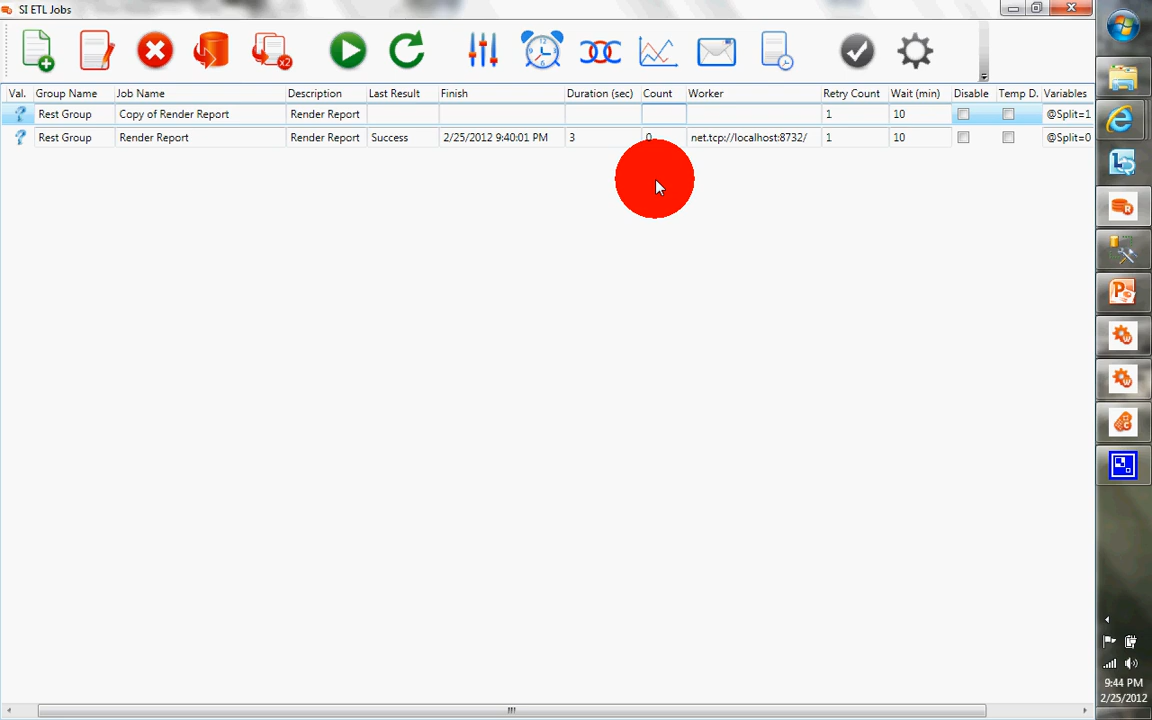 SI ETL Jobs
x2
Val. Group Name Job Name Description Last Result Finish Duration (sec) Count Worker Retry Count Wait (min) Disable Temp D. Variables
Rest Group Copy of Render Report Render Report 1 10 @Split=1
Rest Group Render Report Render Report Success 2/25/2012 9:40:01 PM 3 0 net.tcp://localhost:8732/ 1 10 @Split=0
9:44 PM
2/25/2012